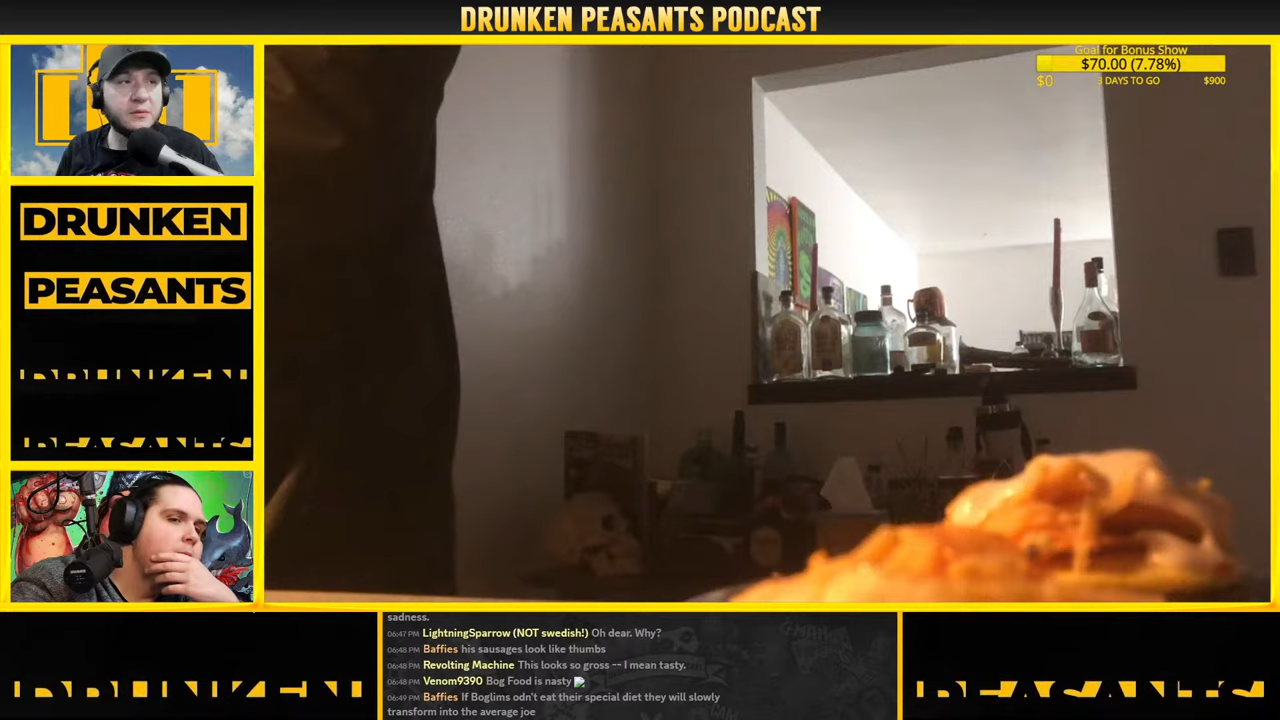 DRUNKEN PEASANTS PODCAST
Goal for Bonus Show
$70.00 (7.78%)
$0
3 DAYS TO GO
$900
DRUNKEN
PEASANTS
DRUNKEN
PEASANTS
sadness.
06:47 PM LightningSparrow (NOT swedish!) Oh dear. Why?
06:48 PM Baffies his sausages look like thumbs
06:48 PM Revolting Machine This looks so gross -- I mean tasty.
06:48 PM Venom9390 Bog Food is nasty
06:49 PM Baffies If Boglims odn't eat their special diet they will slowly
transform into the average joe
DRUNKEN
PEASANTS